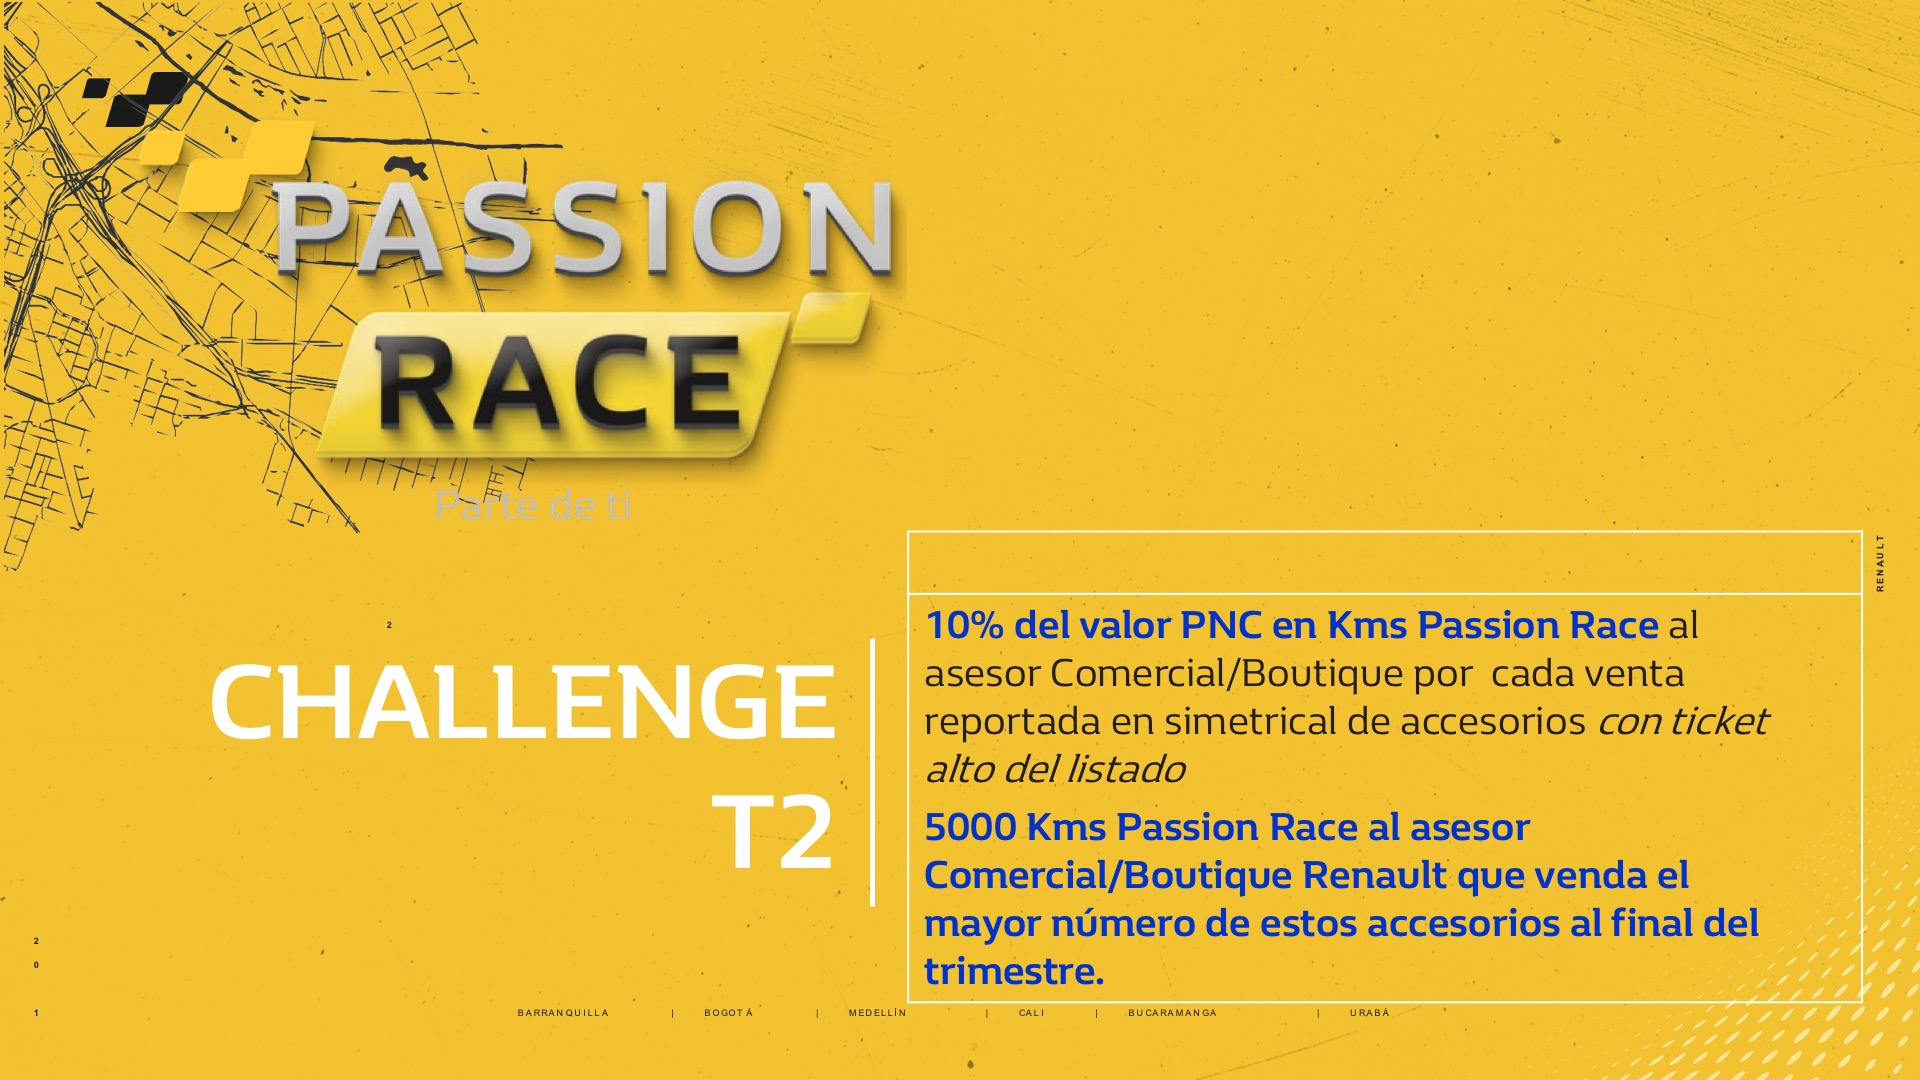 PASSION
RACE
Parte de ti
RENAULT
2
CHALLENGE
T2
10% del valor PNC en Kms Passion Race al
asesor Comercial/Boutique por  cada venta
reportada en simetrical de accesorios con ticket
alto del listado
5000 Kms Passion Race al asesor
Comercial/Boutique Renault que venda el
mayor número de estos accesorios al final del
trimestre.
2
0
1
BARRANQUILLA | BOGOTÁ | MEDELLÍN | CALI | BUCARAMANGA | URABÁ